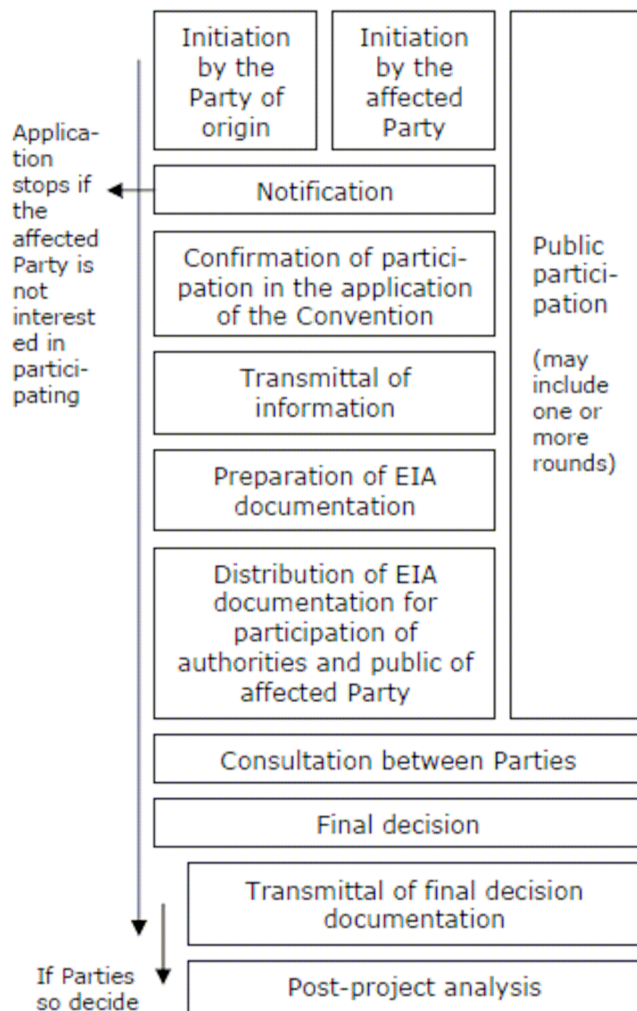 Initiation
by the
Party of
origin
Initiation
by the
affected
Party
Applica-
tion
stops if
the
affected
Party is
not
interest
ed in
partici-
pating
Notification
Confirmation of partici-
pation in the application
of the Convention
Transmittal of
information
Preparation of EIA
documentation
Distribution of EIA
documentation for
participation of
authorities and public of
affected Party
Public
partici-
pation
(may
include
one or
more
rounds)
Consultation between Parties
Final decision
Transmittal of final decision
documentation
If Parties
so decide
Post-project analysis